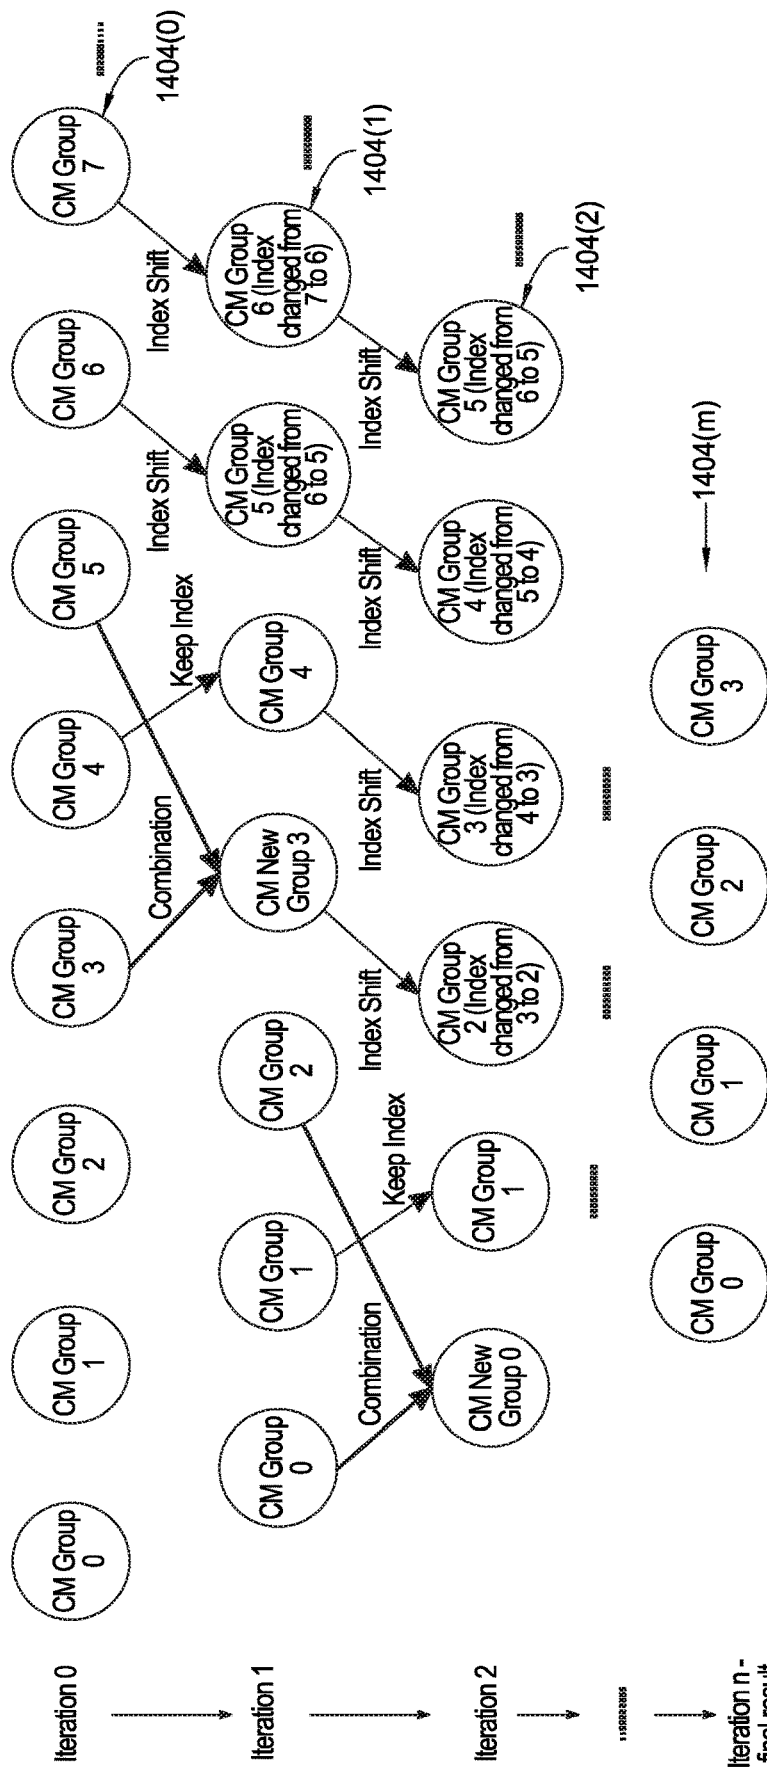 Iteration 0
CM Group
0
CM Group
1
CM Group
2
CM Group
3
CM Group
4
CM Group
5
CM Group
6
CM Group
7
1404(0)
Combination
Keep Index
Index Shift
Index Shift
Iteration 1
CM Group
0
CM Group
1
CM Group
2
CM New
Group 3
CM Group
4
CM Group
5 (Index
changed from
6 to 5)
CM Group
6 (Index
changed from
7 to 6)
1404(1)
Combination
Keep Index
Index Shift
Index Shift
Index Shift
Index Shift
Iteration 2
CM New
Group 0
CM Group
1
CM Group
2 (Index
changed from
3 to 2)
CM Group
3 (Index
changed from
4 to 3)
CM Group
4 (Index
changed from
5 to 4)
CM Group
5 (Index
changed from
6 to 5)
1404(2)
Iteration n -
final result
CM Group
0
CM Group
1
CM Group
2
CM Group
3
1404(m)